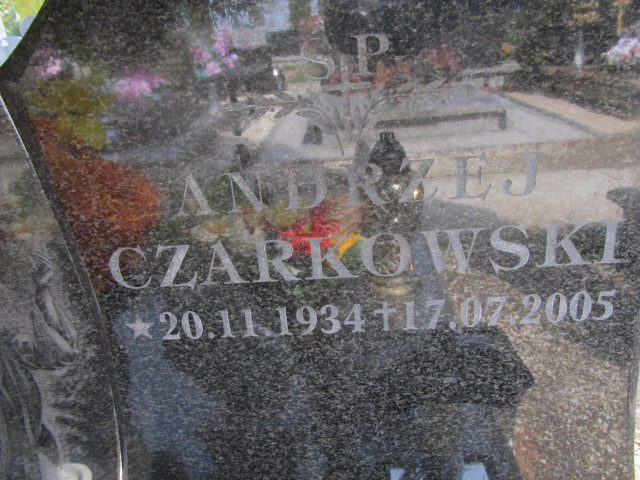 Ś P
ANDRZEJ
CZARKOWSKI
★20.11.1934 †17.07.2005